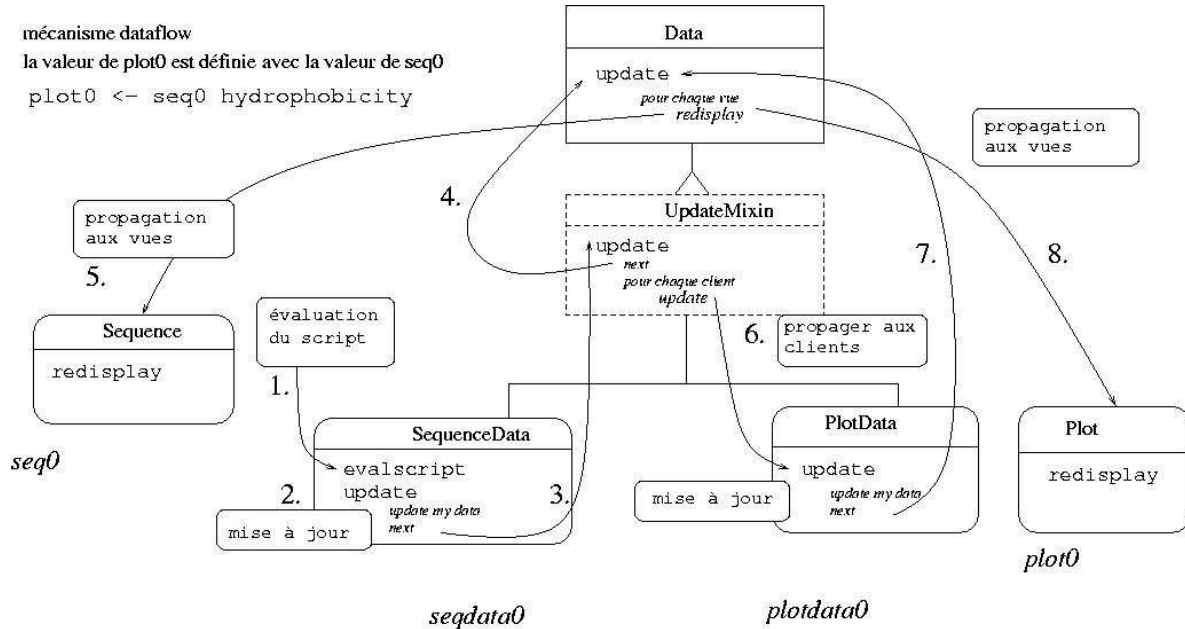 mécanisme dataflow
la valeur de plot0 est définie avec la valeur de seq0
plot0 <- seq0 hydrophobicity
Data
update
pour chaque vue
redisplay
propagation
aux vues
4.
UpdateMixin
update
next
pour chaque client
update
7.
8.
propagation
aux vues
5.
Sequence
redisplay
seq0
évaluation
du script
1.
6.
propager aux
clients
SequenceData
evalscript
update
update my data
next
2.
mise à jour
3.
seqdata0
PlotData
update
update my data
next
mise à jour
plotdata0
Plot
redisplay
plot0